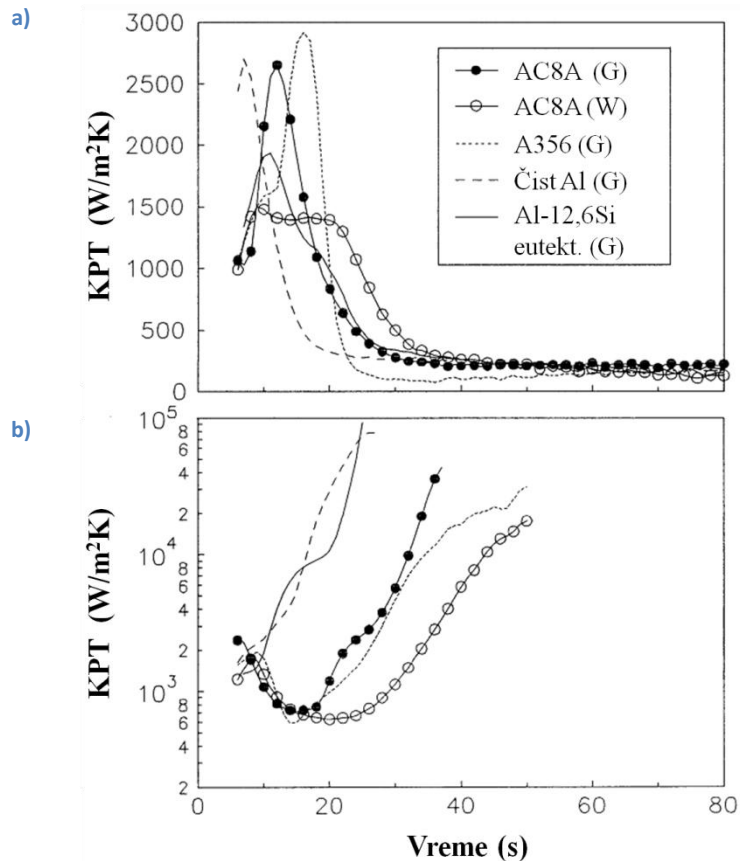 a)
KPT (W/m²K)
3000
2500
2000
1500
1000
500
0
AC8A (G)
AC8A (W)
A356 (G)
Čist Al (G)
Al-12,6Si
eutekt. (G)
b)
KPT (W/m²K)
10⁵
8
6
4
2
10⁴
8
6
4
2
10³
8
6
4
2
0
20
40
60
80
Vreme (s)